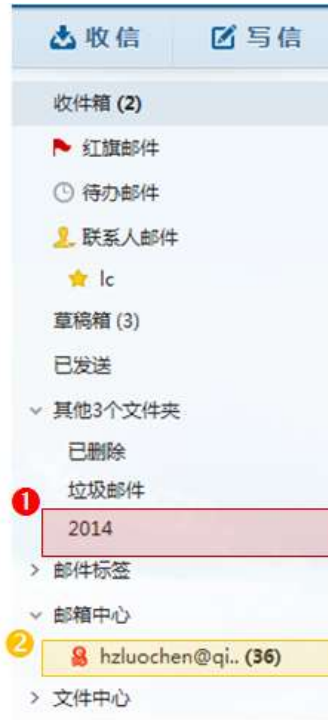 收信 写信
收件箱 (2)
红旗邮件
待办邮件
联系人邮件
lc
草稿箱 (3)
已发送
其他3个文件夹
已删除
垃圾邮件
1
2014
邮件标签
邮箱中心
2
hzluochen@qi.. (36)
文件中心